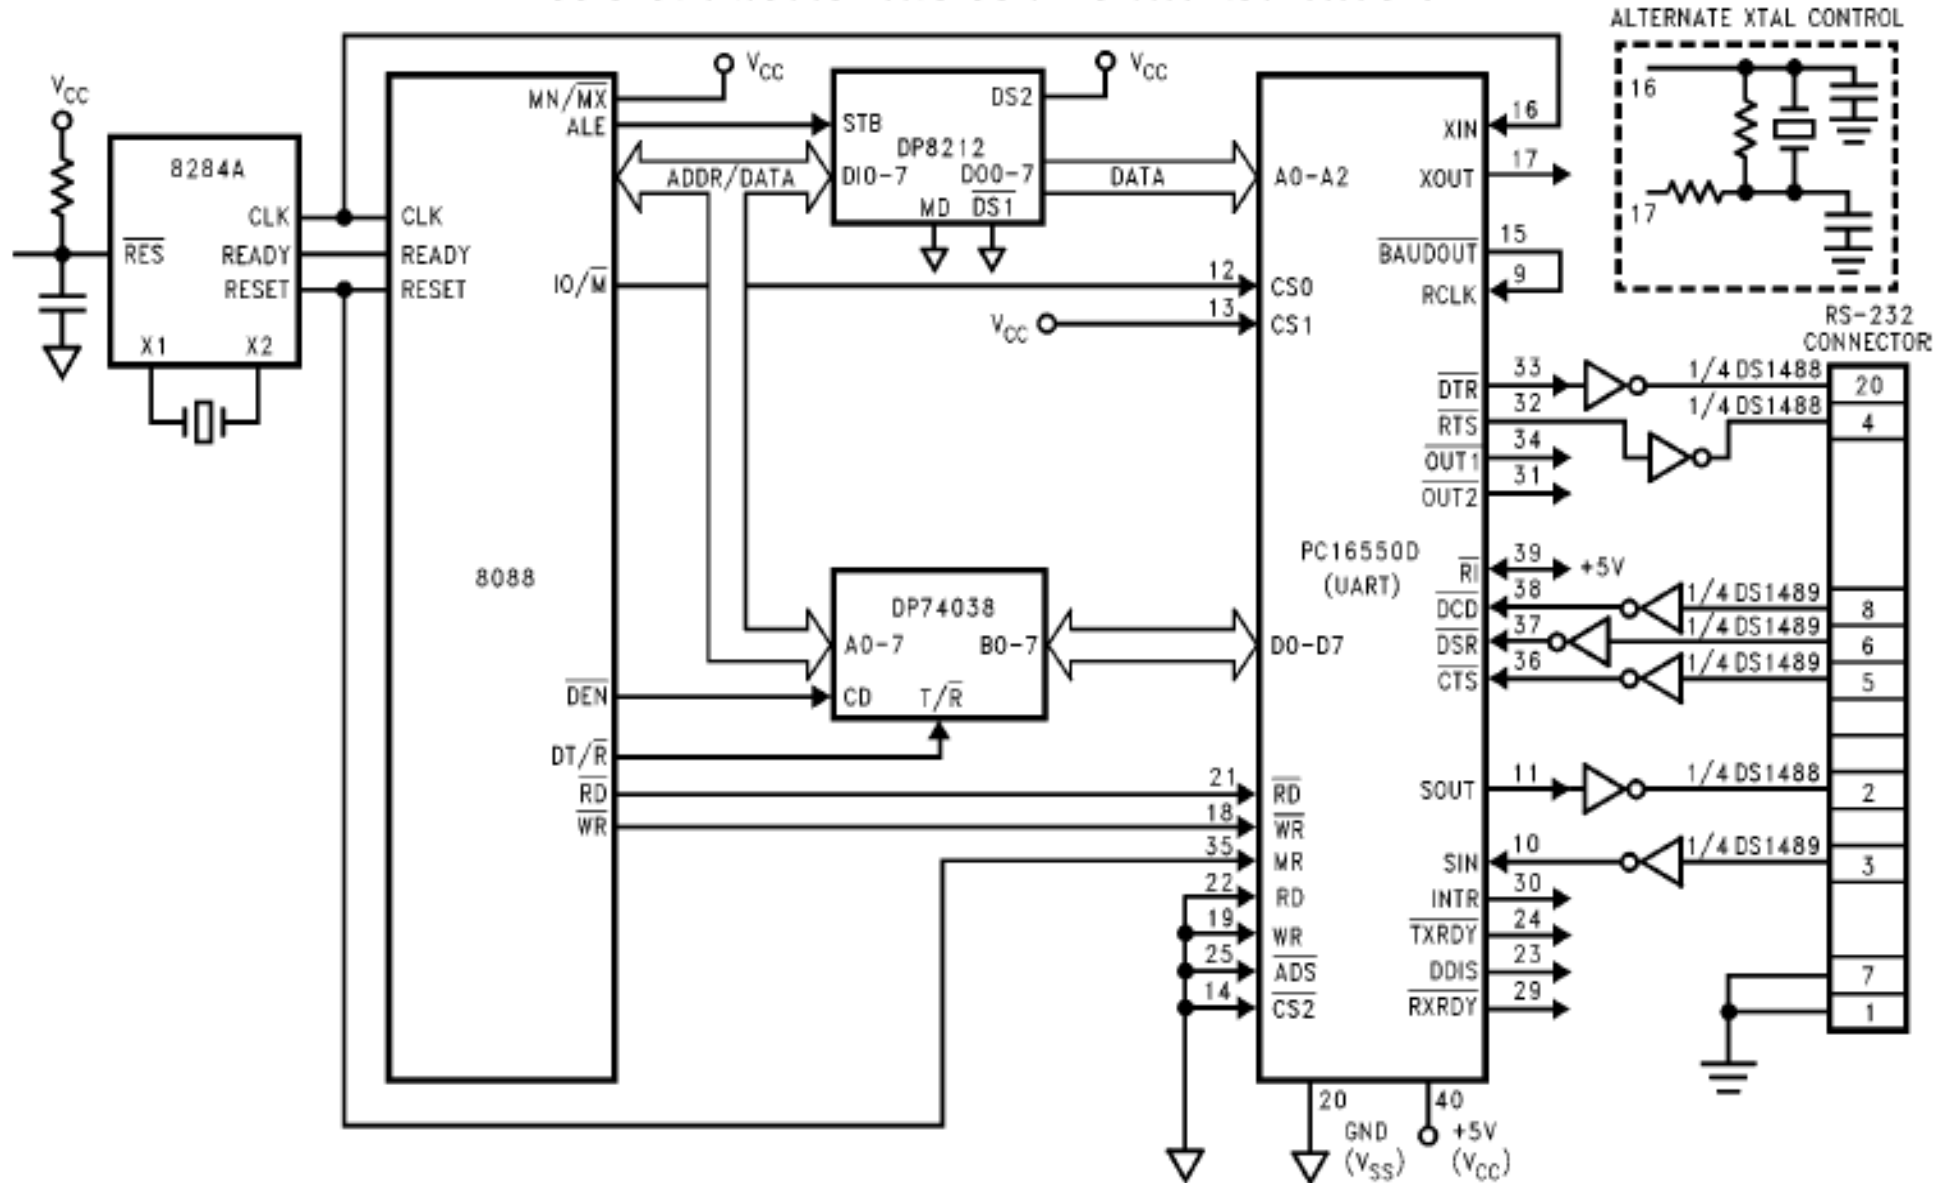 ALTERNATE XTAL CONTROL
16
17
VCC
8284A
CLK
RES
READY
RESET
X1
X2
CLK
READY
RESET
MN/MX
ALE
IO/M
8088
DEN
DT/R
RD
WR
VCC
ADDR/DATA
STB
DS2
DP8212
DI0-7
DO0-7
MD
DS1
VCC
DATA
12
13
VCC
DP74038
A0-7
B0-7
CD
T/R
21
18
35
22
19
25
14
A0-A2
CS0
CS1
PC16550D
(UART)
D0-D7
RD
WR
MR
RD
WR
ADS
CS2
XIN
XOUT
BAUDOUT
RCLK
DTR
RTS
OUT1
OUT2
RI
DCD
DSR
CTS
SOUT
SIN
INTR
TXRDY
DDIS
RXRDY
16
17
15
9
33
32
34
31
39
+5V
38
37
36
11
10
30
24
23
29
20
GND
(VSS)
40
+5V
(VCC)
RS-232
CONNECTOR
1/4 DS1488
20
1/4 DS1488
4
1/4 DS1489
8
1/4 DS1489
6
1/4 DS1489
5
1/4 DS1488
2
1/4 DS1489
3
7
1